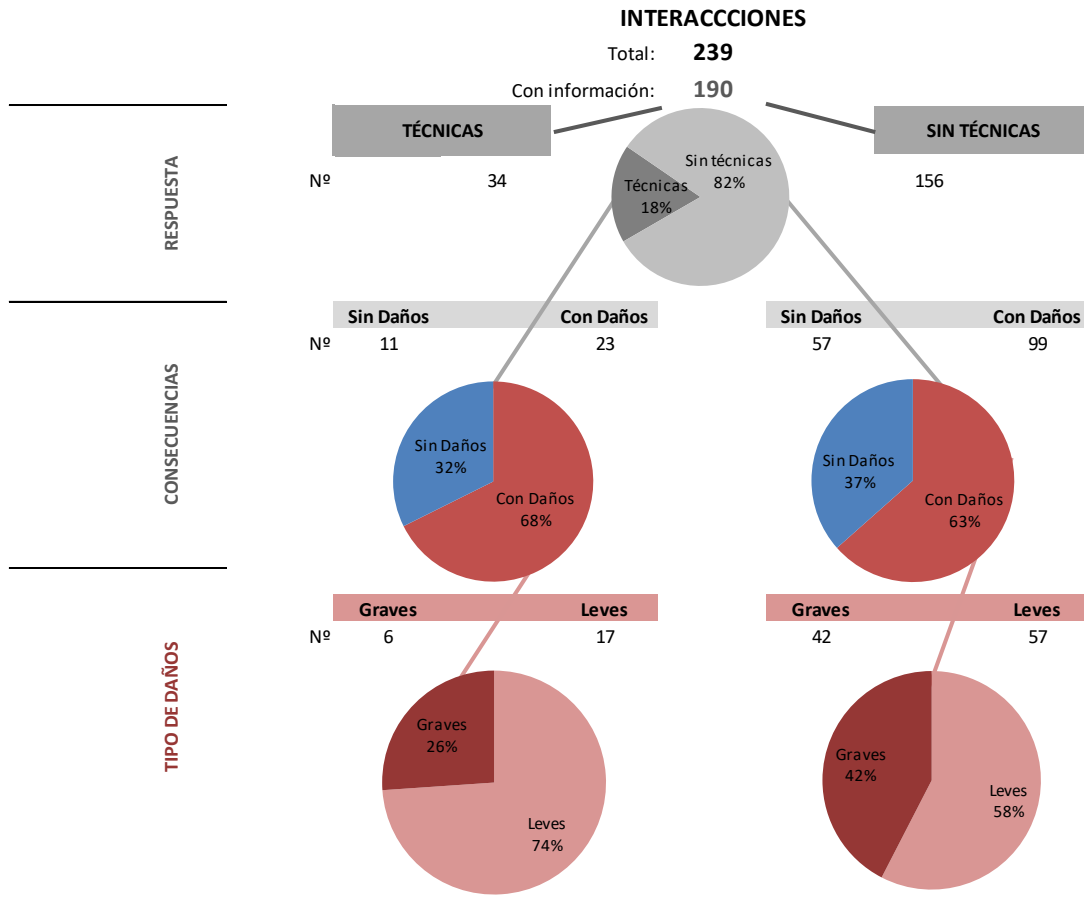 INTERACCCIONES
Total: 239
Con información: 190
RESPUESTA
TÉCNICAS
SIN TÉCNICAS
Nº 34 156
Sin técnicas
82%
Técnicas
18%
CONSECUENCIAS
Sin Daños Con Daños Sin Daños Con Daños
Nº 11 23 57 99
Sin Daños
32%
Con Daños
68%
Sin Daños
37%
Con Daños
63%
TIPO DE DAÑOS
Graves Leves Graves Leves
Nº 6 17 42 57
Graves
26%
Leves
74%
Graves
42%
Leves
58%